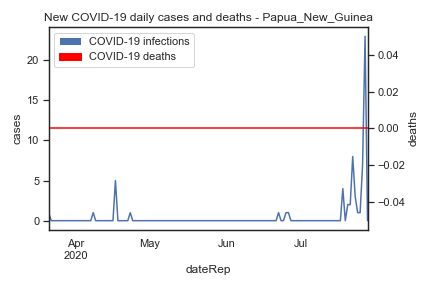 New COVID-19 daily cases and deaths - Papua_New_Guinea
COVID-19 infections
COVID-19 deaths
20
15
10
5
0
cases
0.04
0.02
0.00
−0.02
−0.04
deaths
Apr
2020
May
Jun
Jul
dateRep